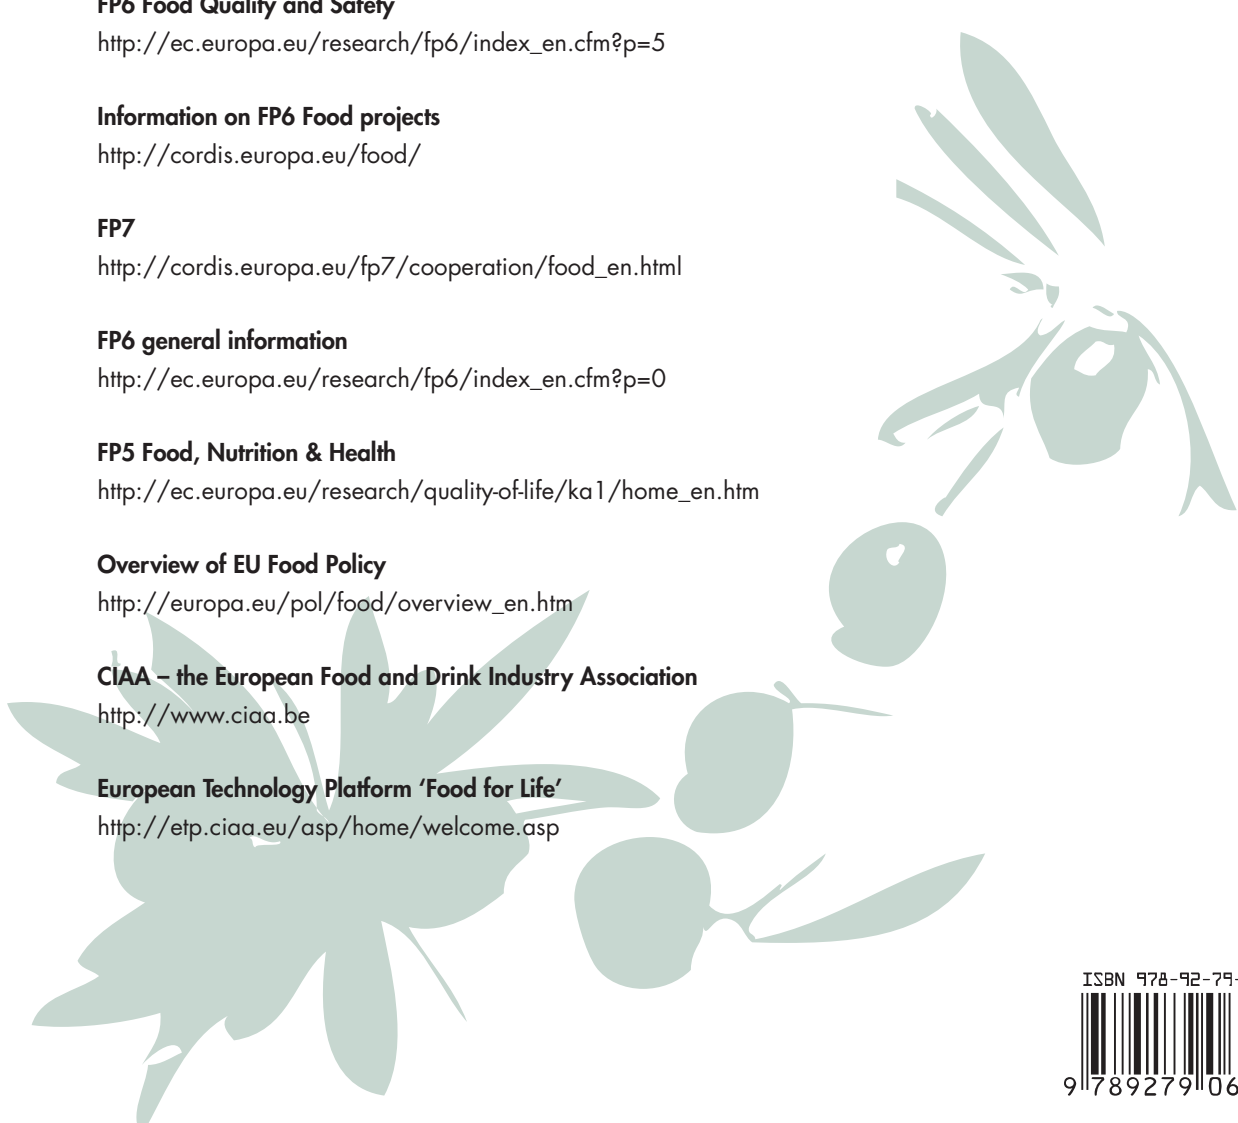 FP6 Food Quality and Safety
http://ec.europa.eu/research/fp6/index_en.cfm?p=5
Information on FP6 Food projects
http://cordis.europa.eu/food/
FP7
http://cordis.europa.eu/fp7/cooperation/food_en.html
FP6 general information
http://ec.europa.eu/research/fp6/index_en.cfm?p=0
FP5 Food, Nutrition & Health
http://ec.europa.eu/research/quality-of-life/ka1/home_en.htm
Overview of EU Food Policy
http://europa.eu/pol/food/overview_en.htm
CIAA – the European Food and Drink Industry Association
http://www.ciaa.be
European Technology Platform ‘Food for Life’
http://etp.ciaa.eu/asp/home/welcome.asp
ISBN 978-92-79-
9 789279 06